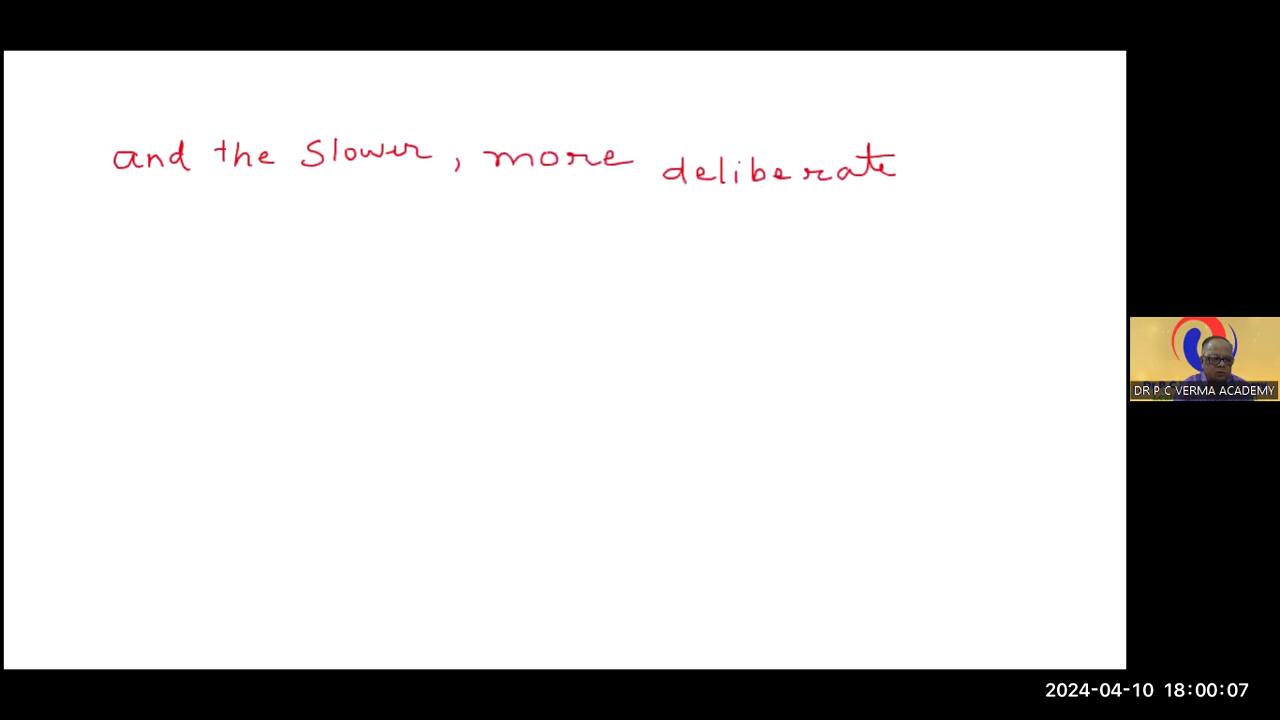 and the slower, more deliberate
DR P C VERMA ACADEMY
2024-04-10 18:00:07